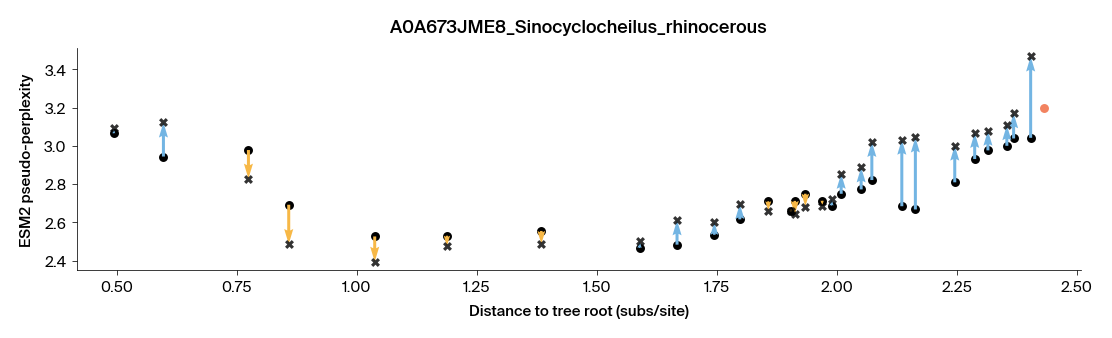 A0A673JME8_Sinocyclocheilus_rhinocerous
ESM2 pseudo-perplexity
3.4
3.2
3.0
2.8
2.6
2.4
0.50 0.75 1.00 1.25 1.50 1.75 2.00 2.25 2.50
Distance to tree root (subs/site)